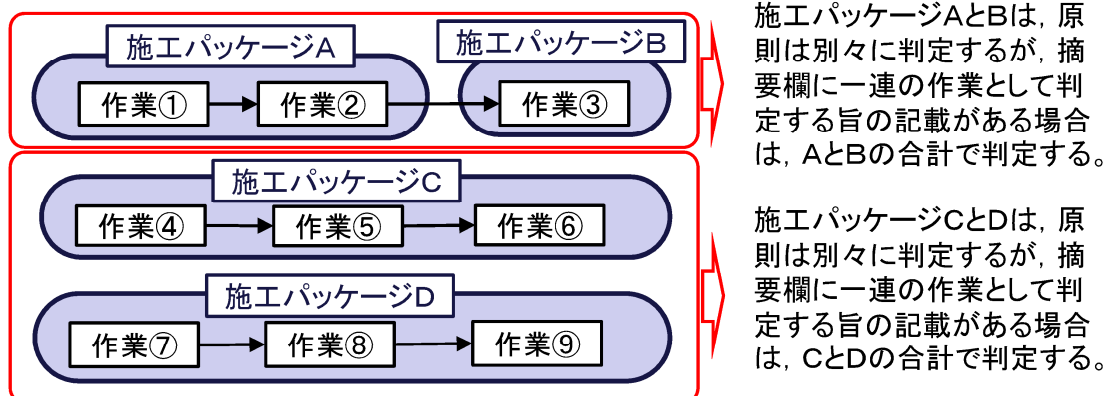 施工パッケージA
施工パッケージB
作業①
作業②
作業③
施工パッケージAとBは，原
則は別々に判定するが，摘
要欄に一連の作業として判
定する旨の記載がある場合
は，AとBの合計で判定する。
施工パッケージC
作業④
作業⑤
作業⑥
施工パッケージD
作業⑦
作業⑧
作業⑨
施工パッケージCとDは，原
則は別々に判定するが，摘
要欄に一連の作業として判
定する旨の記載がある場合
は，CとDの合計で判定する。